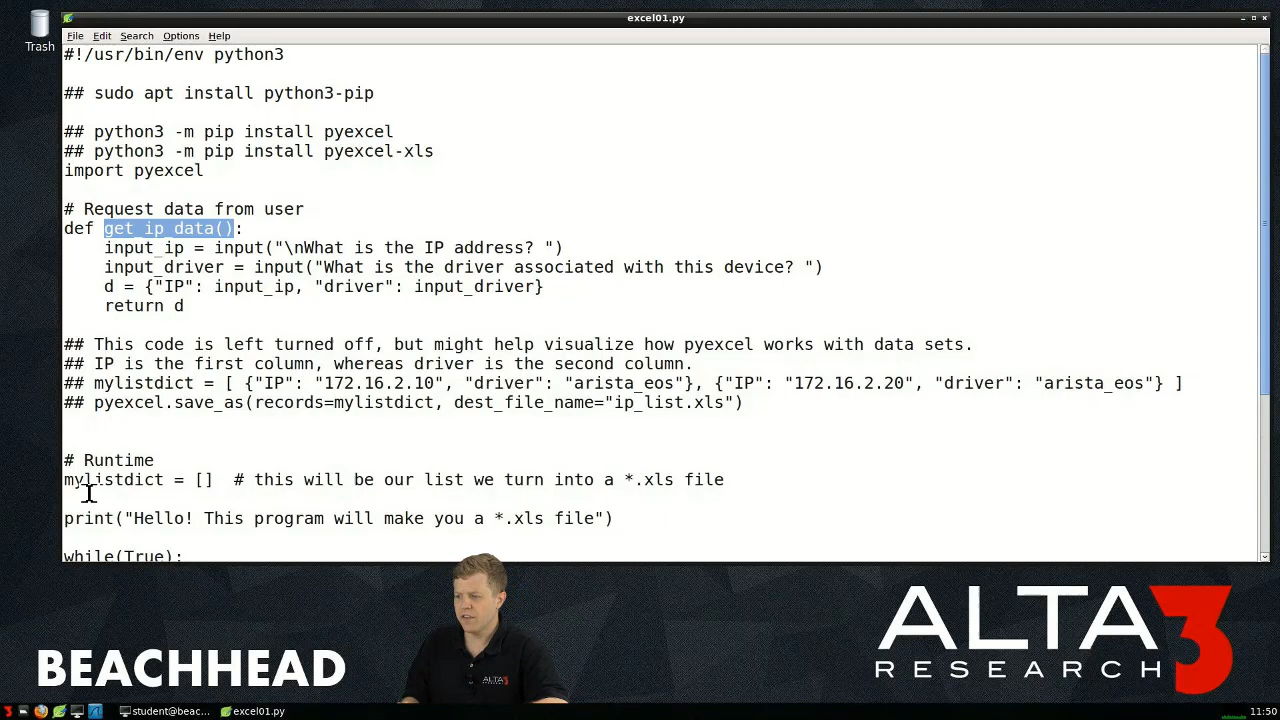 excel01.py
Trash
File Edit Search Options Help
#!/usr/bin/env python3
## sudo apt install python3-pip
## python3 -m pip install pyexcel
## python3 -m pip install pyexcel-xls
import pyexcel
# Request data from user
def get_ip_data():
input_ip = input("\nWhat is the IP address? ")
input_driver = input("What is the driver associated with this device? ")
d = {"IP": input_ip, "driver": input_driver}
return d
## This code is left turned off, but might help visualize how pyexcel works with data sets.
## IP is the first column, whereas driver is the second column.
## mylistdict = [ {"IP": "172.16.2.10", "driver": "arista_eos"}, {"IP": "172.16.2.20", "driver": "arista_eos"} ]
## pyexcel.save_as(records=mylistdict, dest_file_name="ip_list.xls")
# Runtime
mylistdict = []  # this will be our list we turn into a *.xls file
print("Hello! This program will make you a *.xls file")
while(True):
BEACHHEAD
ALTA3
RESEARCH
ALTA3
student@beac...
excel01.py
11:50